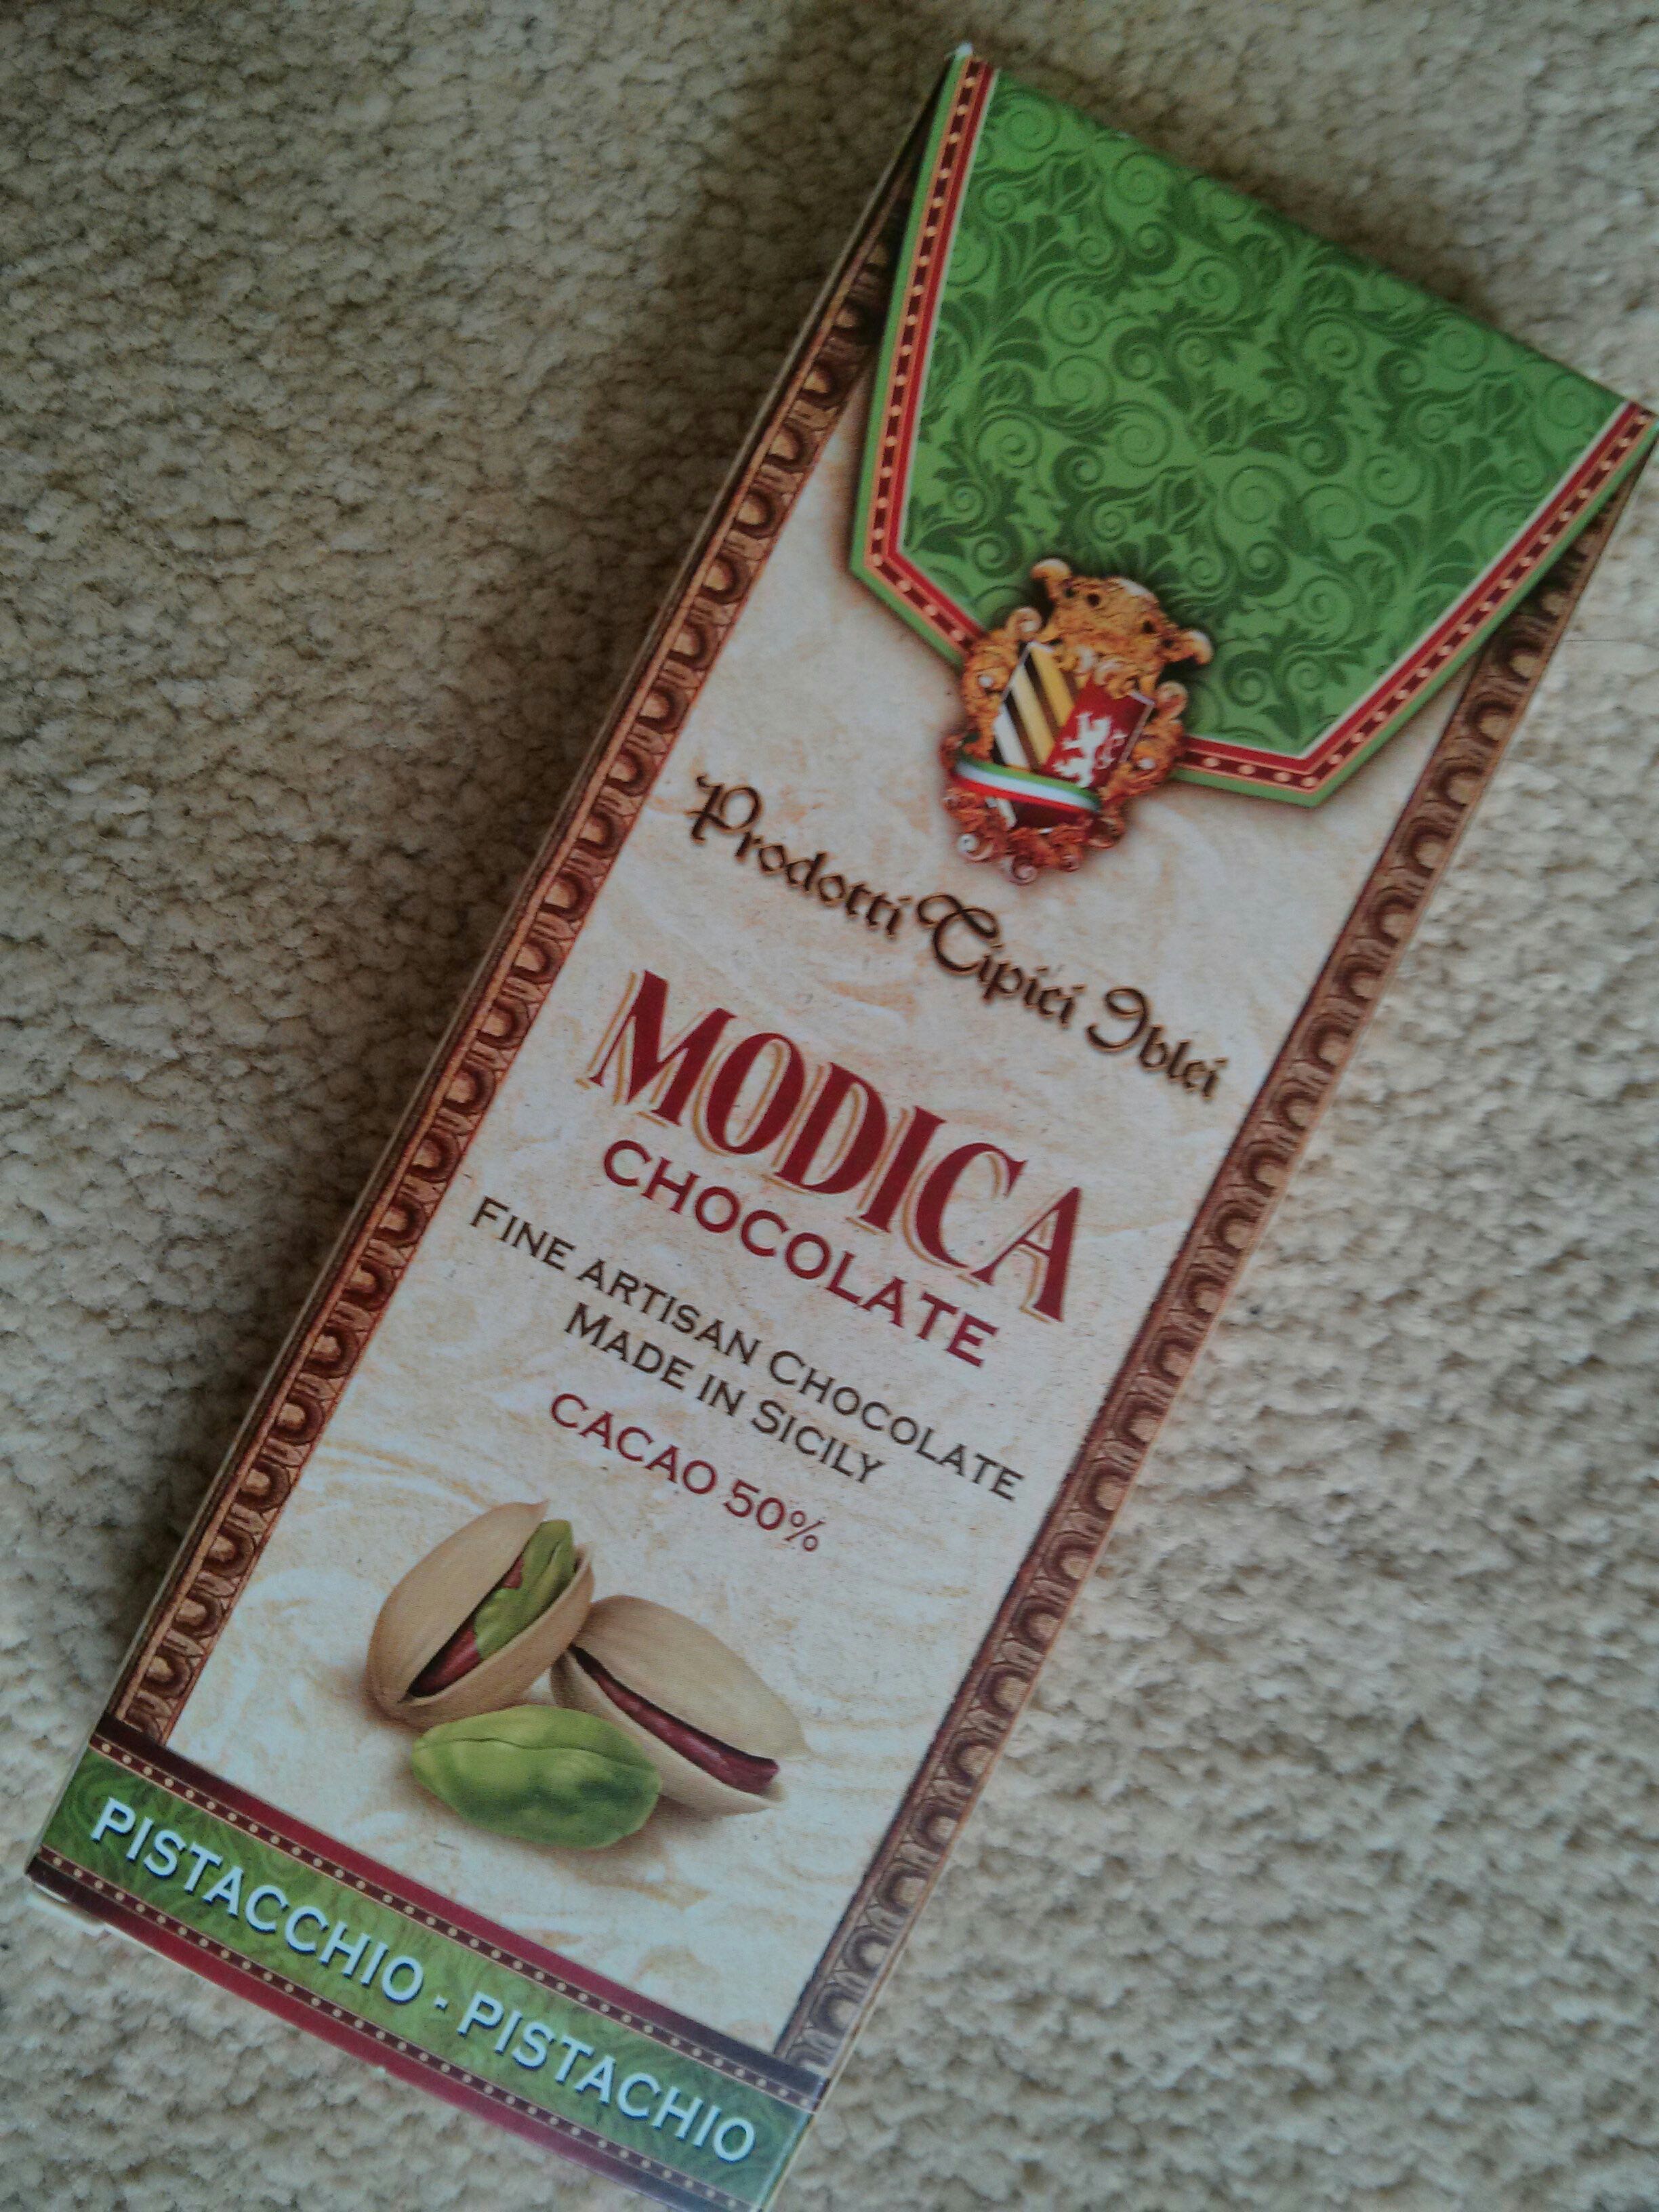 Prodotti Tipici Iblei
MODICA
CHOCOLATE
FINE ARTISAN CHOCOLATE
MADE IN SICILY
CACAO 50%
PISTACCHIO - PISTACHIO